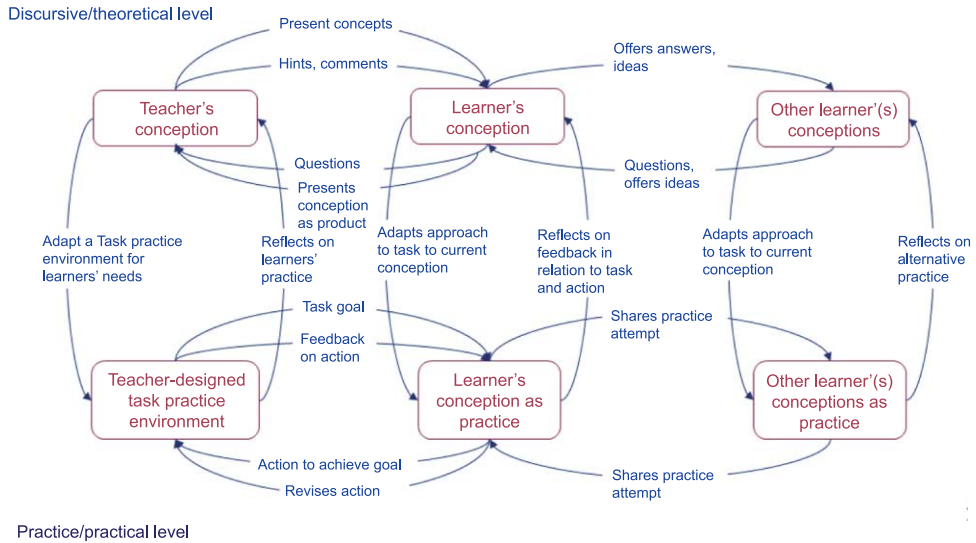 Discursive/theoretical level
Present concepts
Hints, comments
Offers answers,
ideas
Teacher's
conception
Learner's
conception
Other learner'(s)
conceptions
Questions
Presents
conception
as product
Questions,
offers ideas
Adapt a Task practice
environment for
learners' needs
Reflects on
learners'
practice
Adapts approach
to task to current
conception
Reflects on
feedback in
relation to task
and action
Adapts approach
to task to current
conception
Reflects on
alternative
practice
Task goal
Feedback
on action
Shares practice
attempt
Teacher-designed
task practice
environment
Learner's
conception as
practice
Other learner'(s)
conceptions as
practice
Action to achieve goal
Revises action
Shares practice
attempt
Practice/practical level